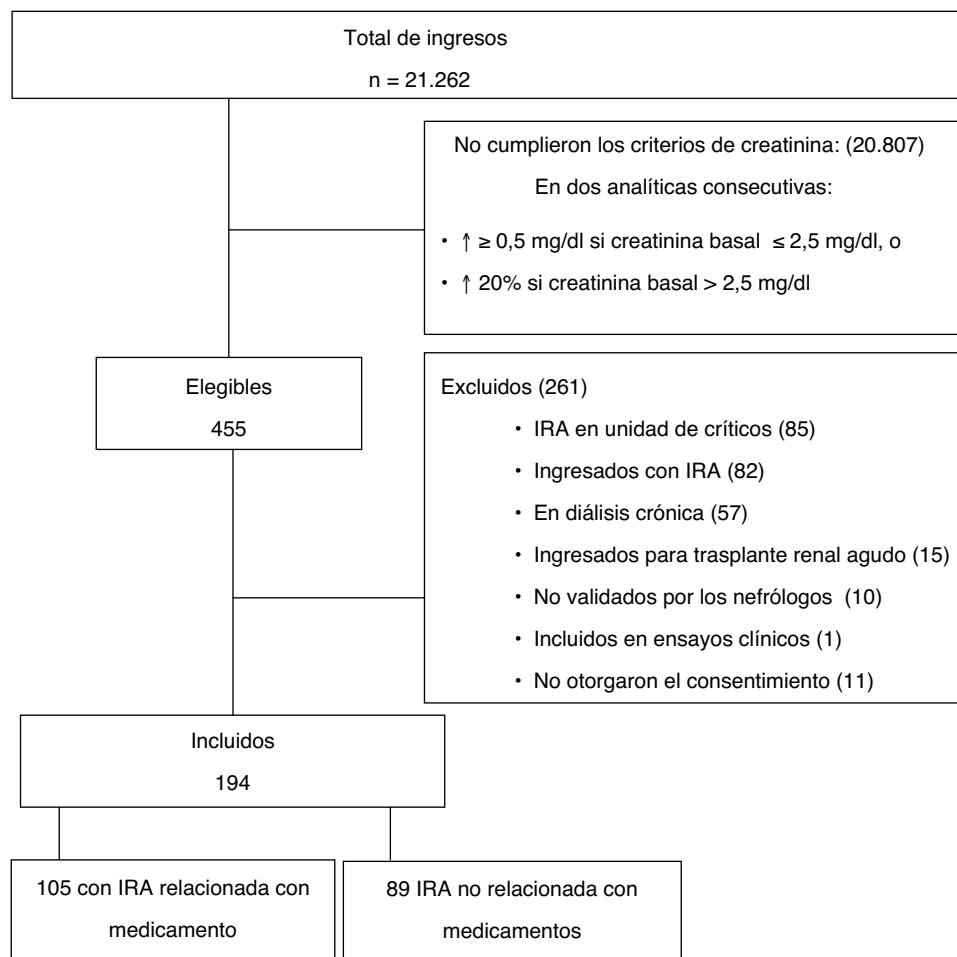 Total de ingresos
n = 21.262
No cumplieron los criterios de creatinina: (20.807)
En dos analíticas consecutivas:
• ↑ ≥ 0,5 mg/dl si creatinina basal ≤ 2,5 mg/dl, o
• ↑ 20% si creatinina basal > 2,5 mg/dl
Elegibles
455
Excluidos (261)
• IRA en unidad de críticos (85)
• Ingresados con IRA (82)
• En diálisis crónica (57)
• Ingresados para trasplante renal agudo (15)
• No validados por los nefrólogos (10)
• Incluidos en ensayos clínicos (1)
• No otorgaron el consentimiento (11)
Incluidos
194
105 con IRA relacionada con
medicamento
89 IRA no relacionada con
medicamentos